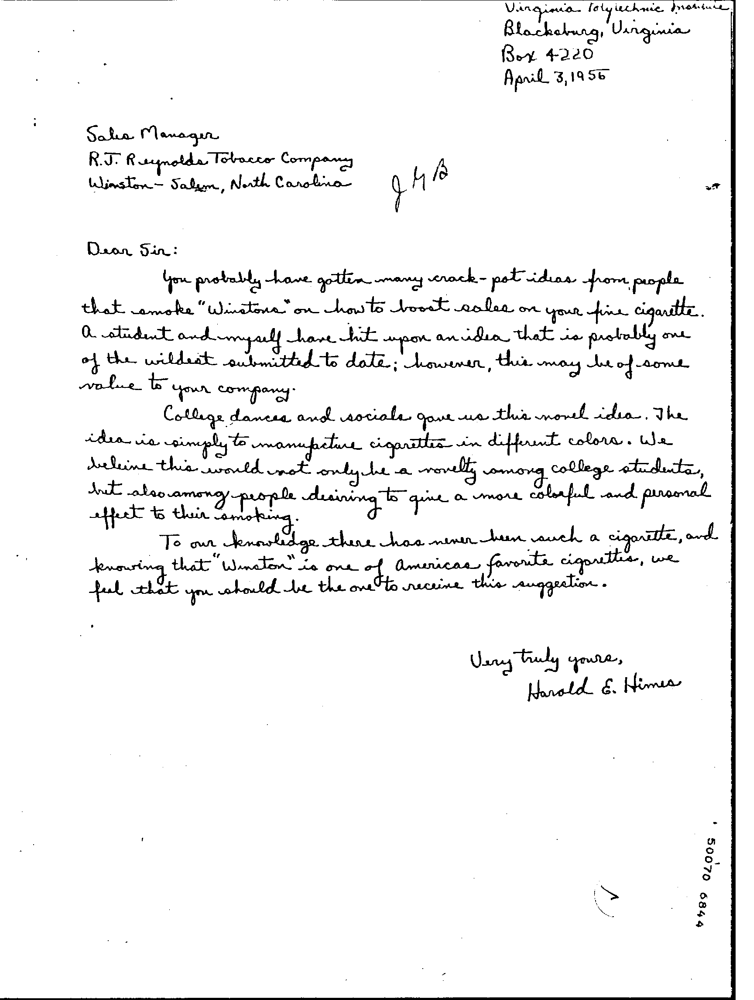 Virginia Polytechnic Institute
Blacksburg, Virginia
Box 4220
April 3, 1956
Sales Manager
R.J. Reynolds Tobacco Company
Winston-Salem, North Carolina
Dear Sir:
You probably have gotten many crack-pot ideas from people
that smoke "Winstons" on how to boost sales on your fine cigarette.
A student and myself have hit upon an idea that is probably one
of the wildest submitted to date; however, this may be of some
value to your company.
College dances and socials gave us this novel idea. The
idea is simply to manufacture cigarettes in different colors. We
beleive this would not only be a novelty among college students,
but also among people desiring to give a more colorful and personal
effect to their smoking.
To our knowledge there has never been such a cigarette, and
knowing that "Winston" is one of Americas favorite cigarettes, we
feel that you should be the one to receive this suggestion.
Very truly yours,
Harold E. Himes
50070 6844